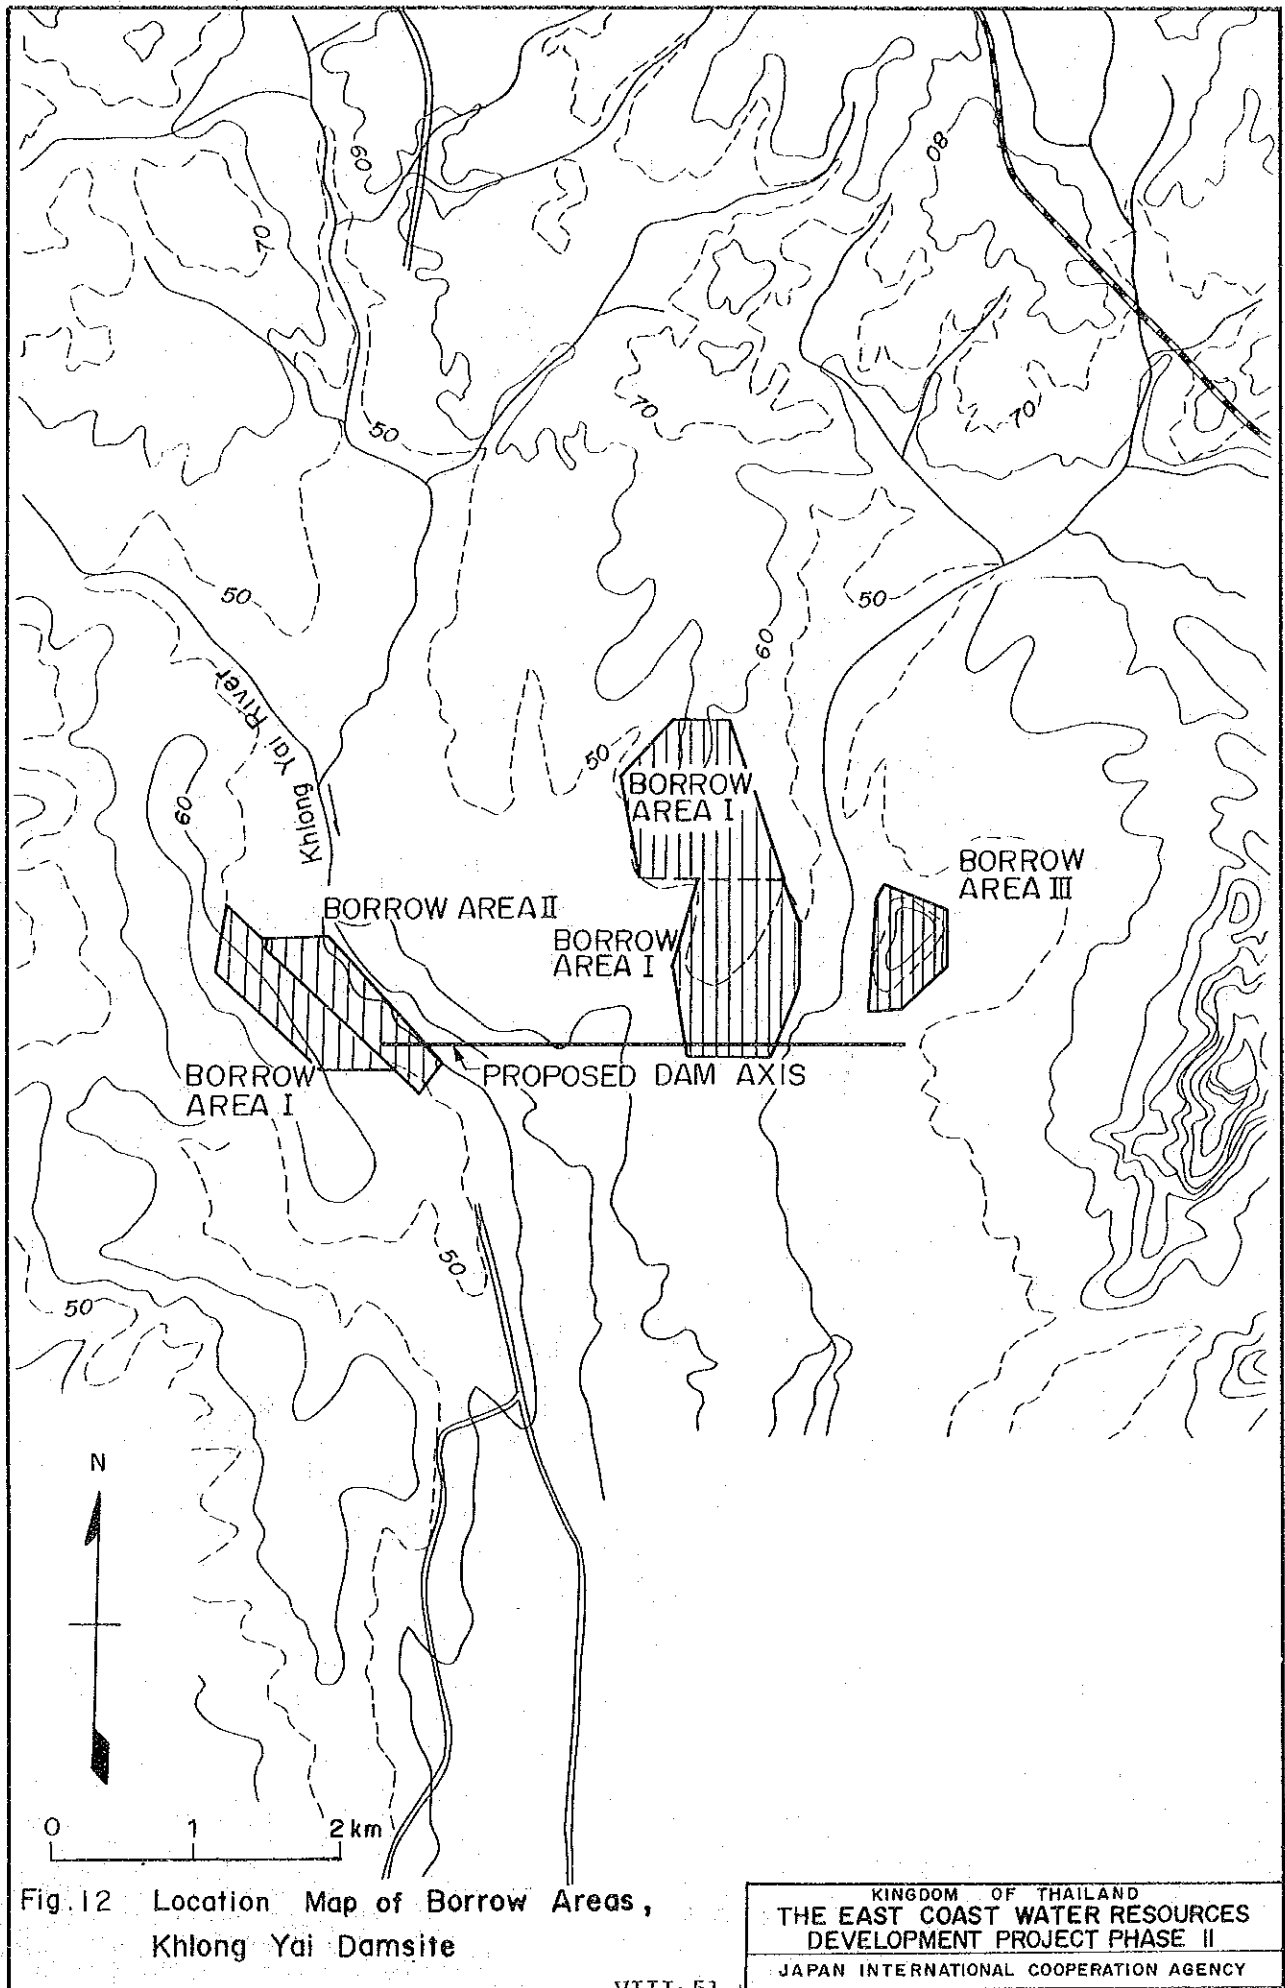 60
80
70
70
70
50
50
50
60
Khlong Yai River
50
60
BORROW
AREA I
BORROW
AREA III
BORROW AREA II
BORROW
AREA I
BORROW
AREA I
PROPOSED DAM AXIS
50
50
N
0 1 2 km
Fig. 12 Location Map of Borrow Areas,
Khlong Yai Damsite
KINGDOM OF THAILAND
THE EAST COAST WATER RESOURCES
DEVELOPMENT PROJECT PHASE II
JAPAN INTERNATIONAL COOPERATION AGENCY